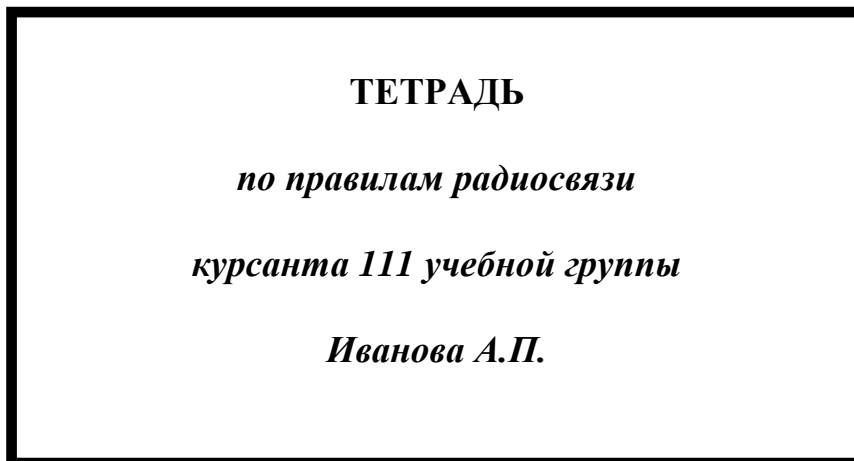 ТЕТРАДЬ
по правилам радиосвязи
курсанта 111 учебной группы
Иванова А.П.